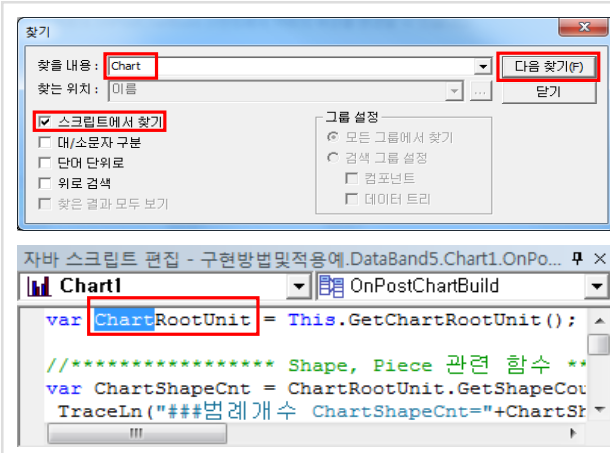 찾기
찾을 내용 : Chart
다음 찾기(F)
찾는 위치 : 이름
...
닫기
스크립트에서 찾기
대/소문자 구분
단어 단위로
위로 검색
찾은 결과 모두 보기
그룹 설정
모든 그룹에서 찾기
검색 그룹 설정
컴포넌트
데이터 트리
자바 스크립트 편집 - 구현방법및적용예.DataBand5.Chart1.OnPo...
Chart1
OnPostChartBuild
var ChartRootUnit = This.GetChartRootUnit();
//***************** Shape, Piece 관련 함수 **
var ChartShapeCnt = ChartRootUnit.GetShapeCou
TraceLn("###범례개수 ChartShapeCnt="+ChartSh